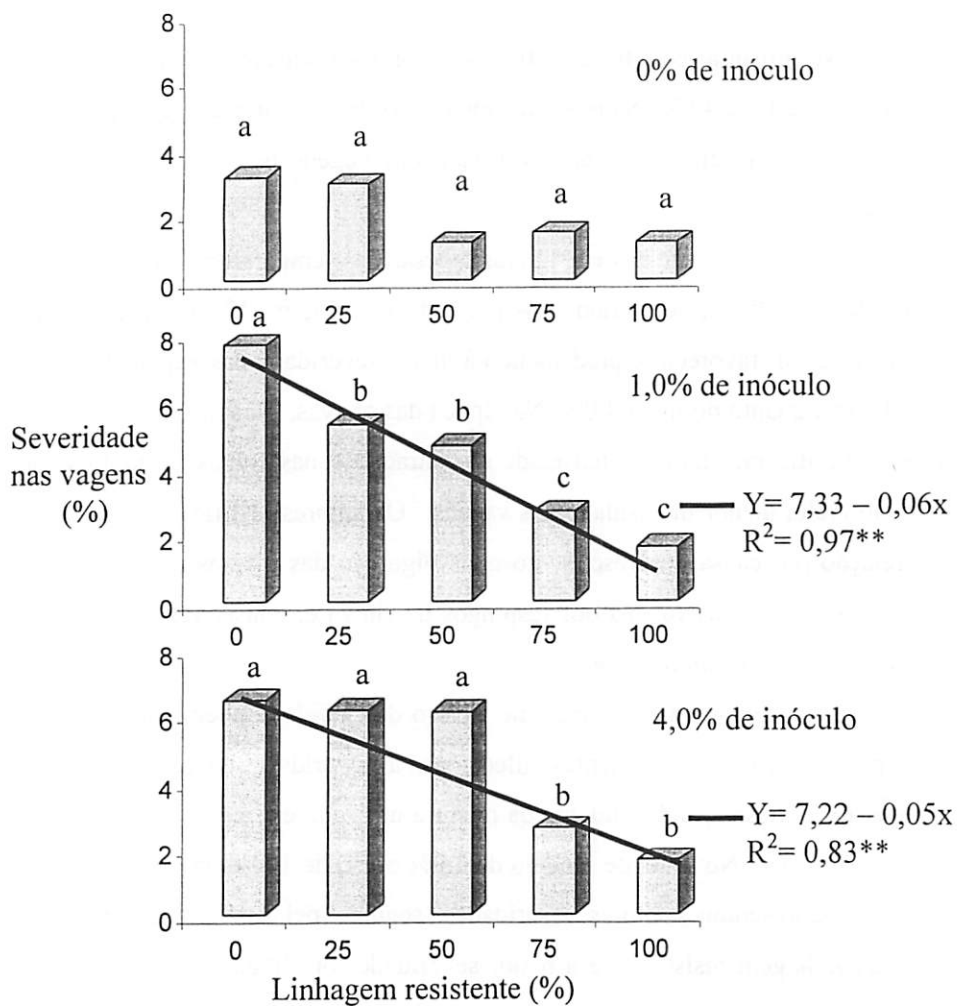 8
6
4
2
0
0% de inóculo
a a a a a
0 25 50 75 100
Severidade
nas vagens
(%)
8
6
4
2
0
1,0% de inóculo
a b b c c
Y= 7,33 – 0,06x
R²= 0,97**
0 25 50 75 100
8
6
4
2
0
4,0% de inóculo
a a a b b
Y= 7,22 – 0,05x
R²= 0,83**
0 25 50 75 100
Linhagem resistente (%)